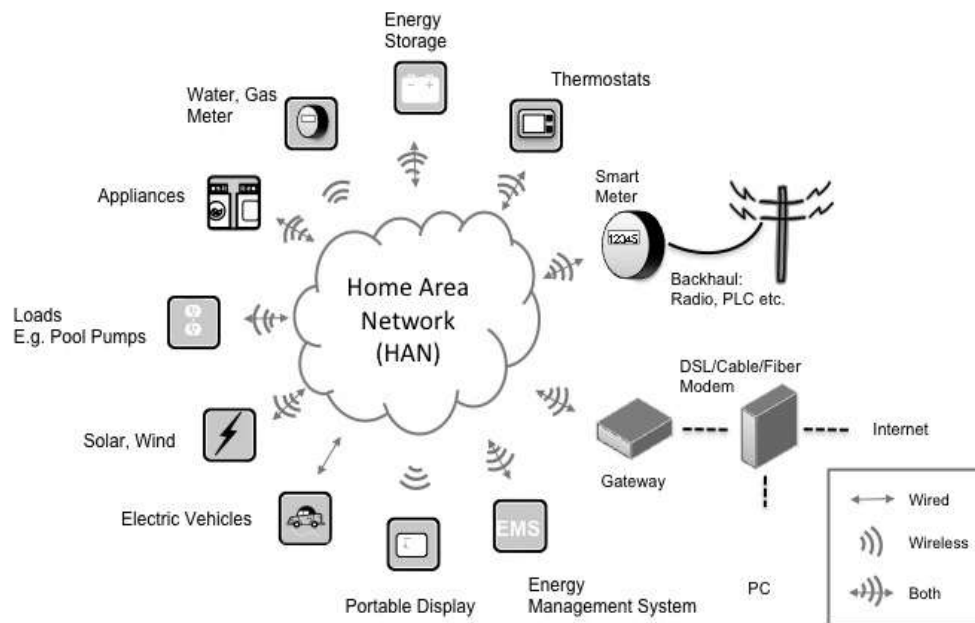 Energy
Storage
Thermostats
Water, Gas
Meter
Appliances
Smart
Meter
12345
Backhaul:
Radio, PLC etc.
Home Area
Network
(HAN)
Loads
E.g. Pool Pumps
DSL/Cable/Fiber
Modem
Internet
Gateway
Solar, Wind
Electric Vehicles
EMS
Portable Display
Energy
Management System
PC
Wired
Wireless
Both